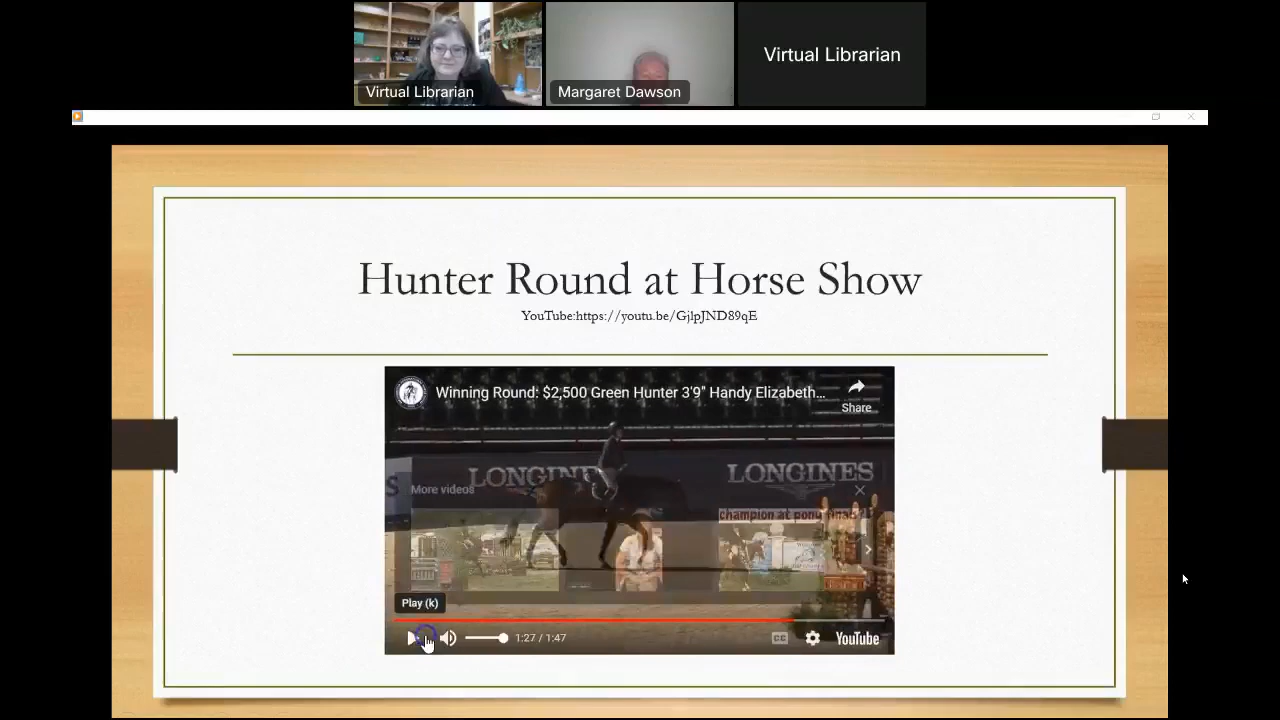 Virtual Librarian
Margaret Dawson
Virtual Librarian
Hunter Round at Horse Show
YouTube:https://youtu.be/GjlpJND89qE
Winning Round: $2,500 Green Hunter 3'9" Handy Elizabeth...
Share
LONGINES
LONGINES
More videos
champion at pony finals
Play (k)
1:27 / 1:47
CC
YouTube